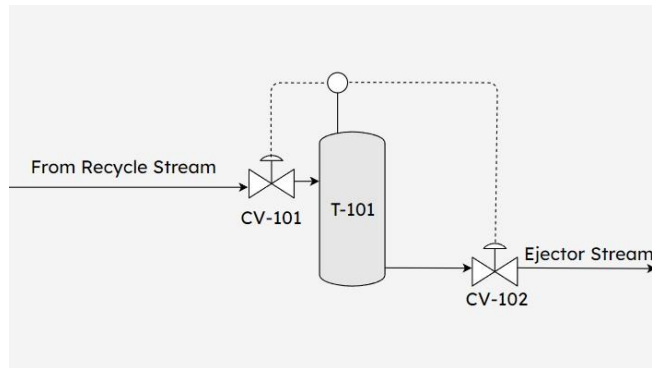 From Recycle Stream
CV-101
T-101
Ejector Stream
CV-102